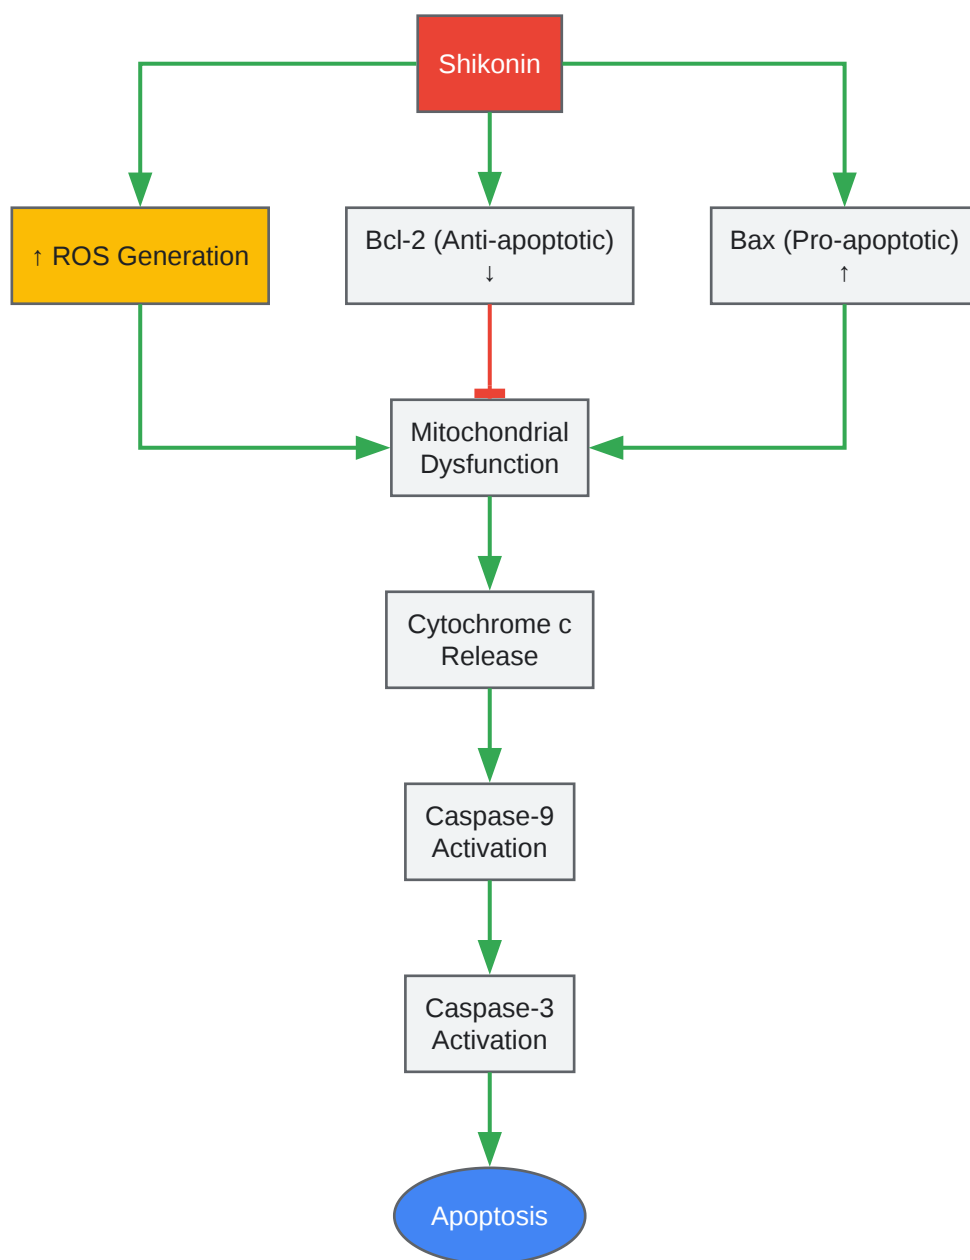 Shikonin
↑ ROS Generation
Bcl-2 (Anti-apoptotic)
↓
Bax (Pro-apoptotic)
↑
Mitochondrial
Dysfunction
Cytochrome c
Release
Caspase-9
Activation
Caspase-3
Activation
Apoptosis